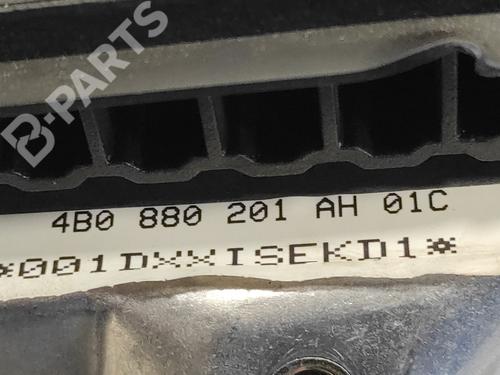 B-PARTS
4B0 880 201 AH 01C
*001DXXISEKD1*